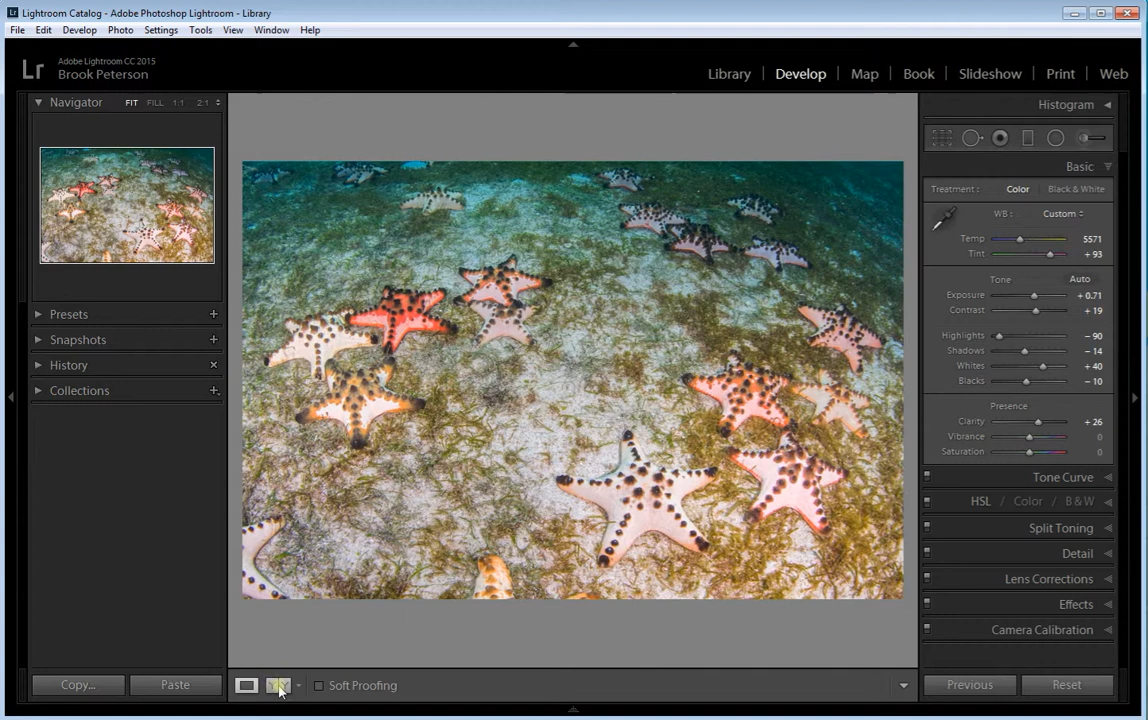 Lightroom Catalog - Adobe Photoshop Lightroom - Library
File Edit Develop Photo Settings Tools View Window Help
Lr
Adobe Lightroom CC 2015
Brook Peterson
Library Develop Map Book Slideshow Print Web
Navigator FIT FILL 1:1 2:1
Presets +
Snapshots +
History ×
Collections +
Copy... Paste
Soft Proofing
Histogram
Basic
Treatment: Color Black & White
WB: Custom
Temp 5571
Tint + 93
Tone Auto
Exposure + 0.71
Contrast + 19
Highlights − 90
Shadows − 14
Whites + 40
Blacks − 10
Presence
Clarity + 26
Vibrance 0
Saturation 0
Tone Curve
HSL / Color / B & W
Split Toning
Detail
Lens Corrections
Effects
Camera Calibration
Previous Reset